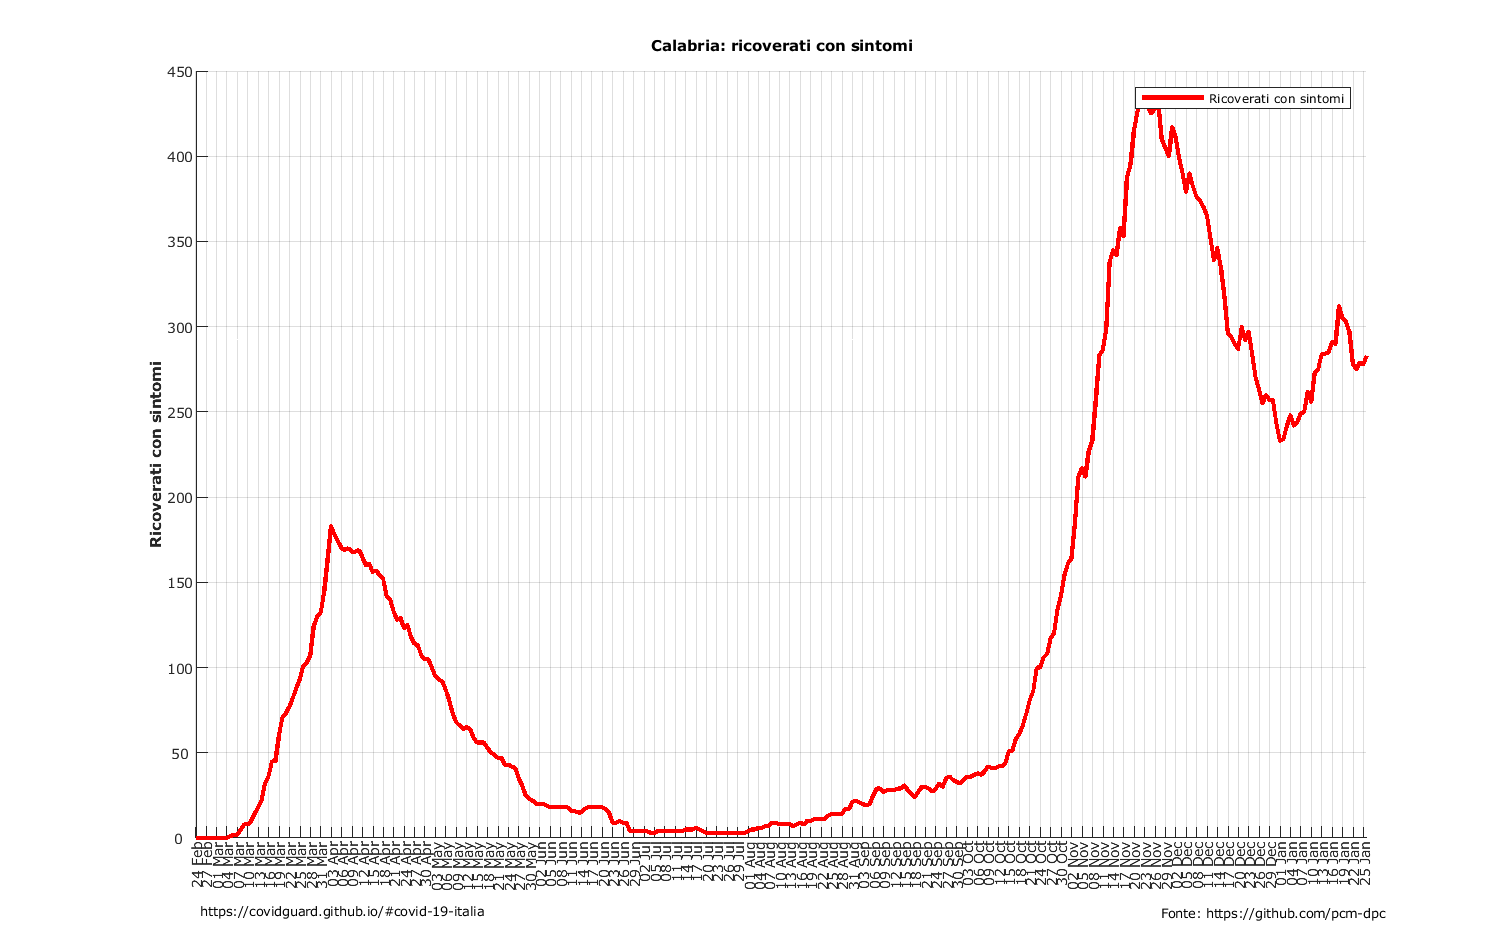 Calabria: ricoverati con sintomi
Ricoverati con sintomi
Ricoverati con sintomi
450
400
350
300
250
200
150
100
50
0
24 Feb
27 Feb
01 Mar
04 Mar
07 Mar
10 Mar
13 Mar
16 Mar
19 Mar
22 Mar
25 Mar
28 Mar
31 Mar
03 Apr
06 Apr
09 Apr
12 Apr
15 Apr
18 Apr
21 Apr
24 Apr
27 Apr
30 Apr
03 May
06 May
09 May
12 May
15 May
18 May
21 May
24 May
27 May
30 May
02 Jun
05 Jun
08 Jun
11 Jun
14 Jun
17 Jun
20 Jun
23 Jun
26 Jun
29 Jun
02 Jul
05 Jul
08 Jul
11 Jul
14 Jul
17 Jul
20 Jul
23 Jul
26 Jul
29 Jul
01 Aug
04 Aug
07 Aug
10 Aug
13 Aug
16 Aug
19 Aug
22 Aug
25 Aug
28 Aug
31 Aug
03 Sep
06 Sep
09 Sep
12 Sep
15 Sep
18 Sep
21 Sep
24 Sep
27 Sep
30 Sep
03 Oct
06 Oct
09 Oct
12 Oct
15 Oct
18 Oct
21 Oct
24 Oct
27 Oct
30 Oct
02 Nov
05 Nov
08 Nov
11 Nov
14 Nov
17 Nov
20 Nov
23 Nov
26 Nov
29 Nov
02 Dec
05 Dec
08 Dec
11 Dec
14 Dec
17 Dec
20 Dec
23 Dec
26 Dec
29 Dec
01 Jan
04 Jan
07 Jan
10 Jan
13 Jan
16 Jan
19 Jan
22 Jan
25 Jan
https://covidguard.github.io/#covid-19-italia
Fonte: https://github.com/pcm-dpc